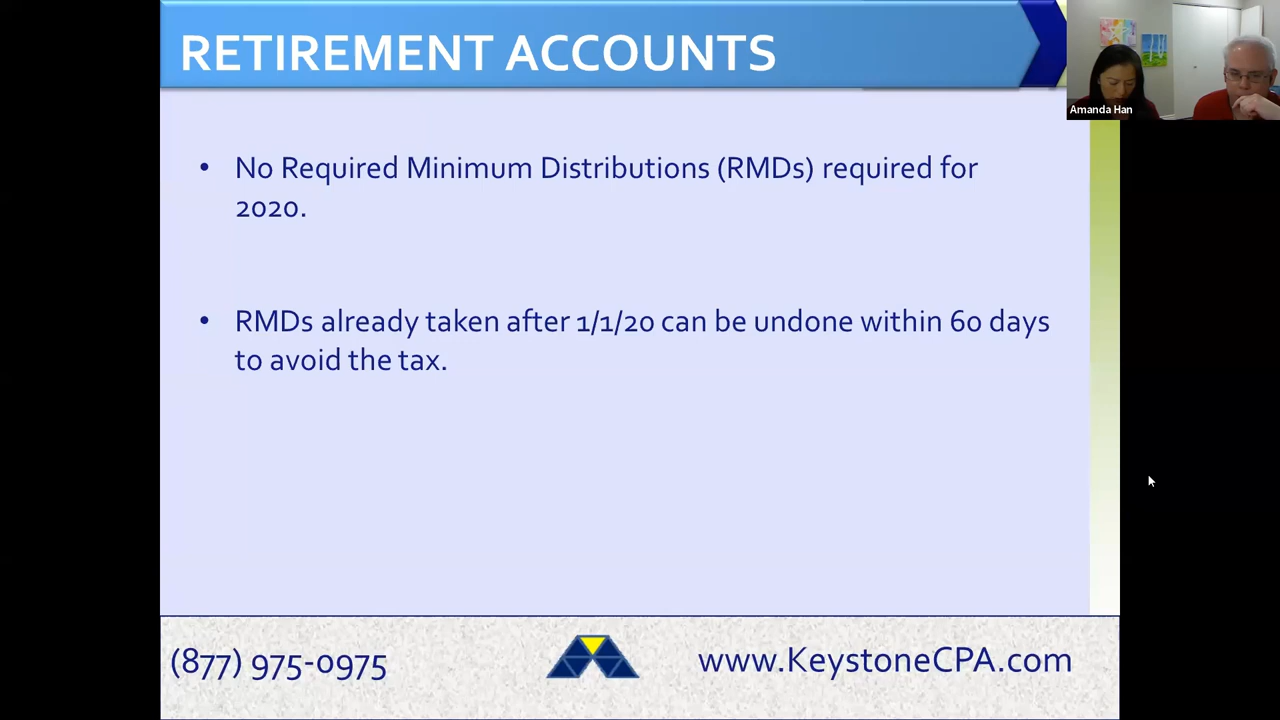 RETIREMENT ACCOUNTS
Amanda Han
• No Required Minimum Distributions (RMDs) required for
2020.
• RMDs already taken after 1/1/20 can be undone within 60 days
to avoid the tax.
(877) 975-0975
www.KeystoneCPA.com